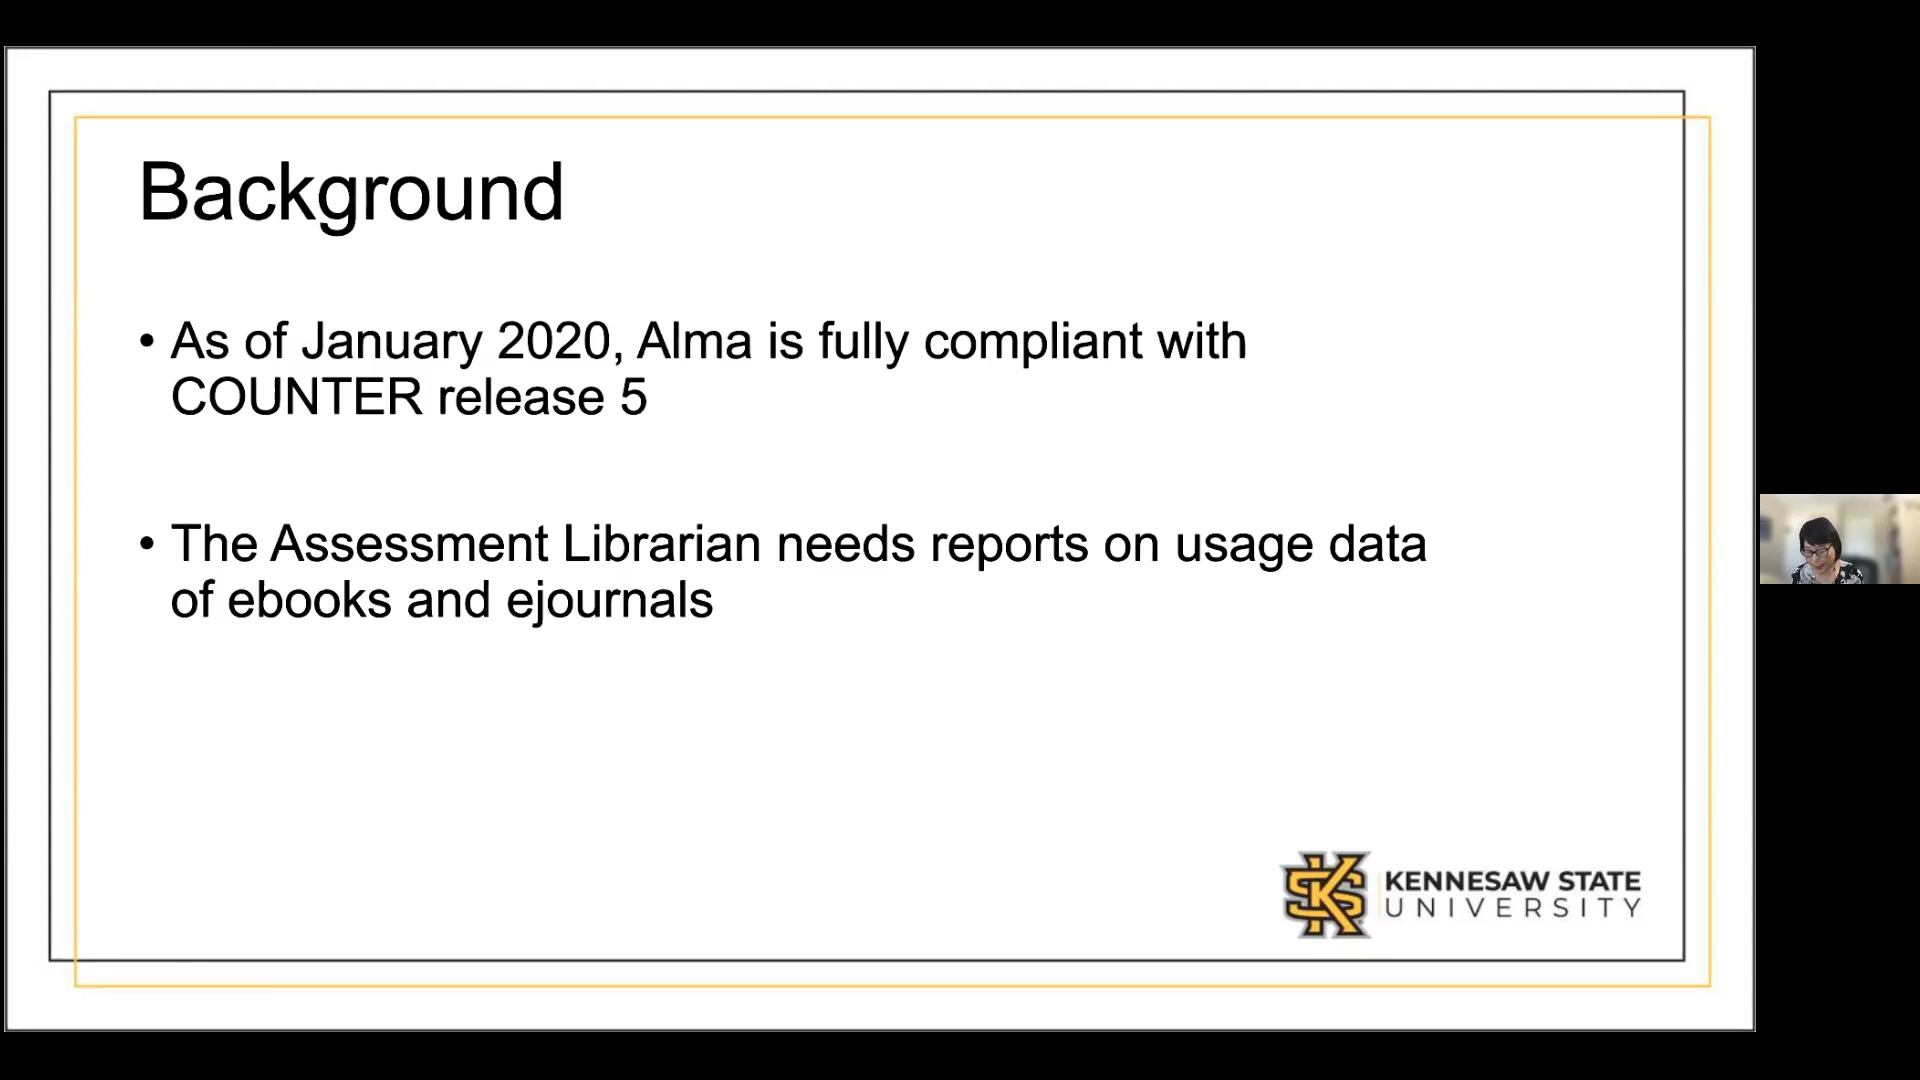 Background
• As of January 2020, Alma is fully compliant with
COUNTER release 5
• The Assessment Librarian needs reports on usage data
of ebooks and ejournals
KS
KENNESAW STATE
UNIVERSITY